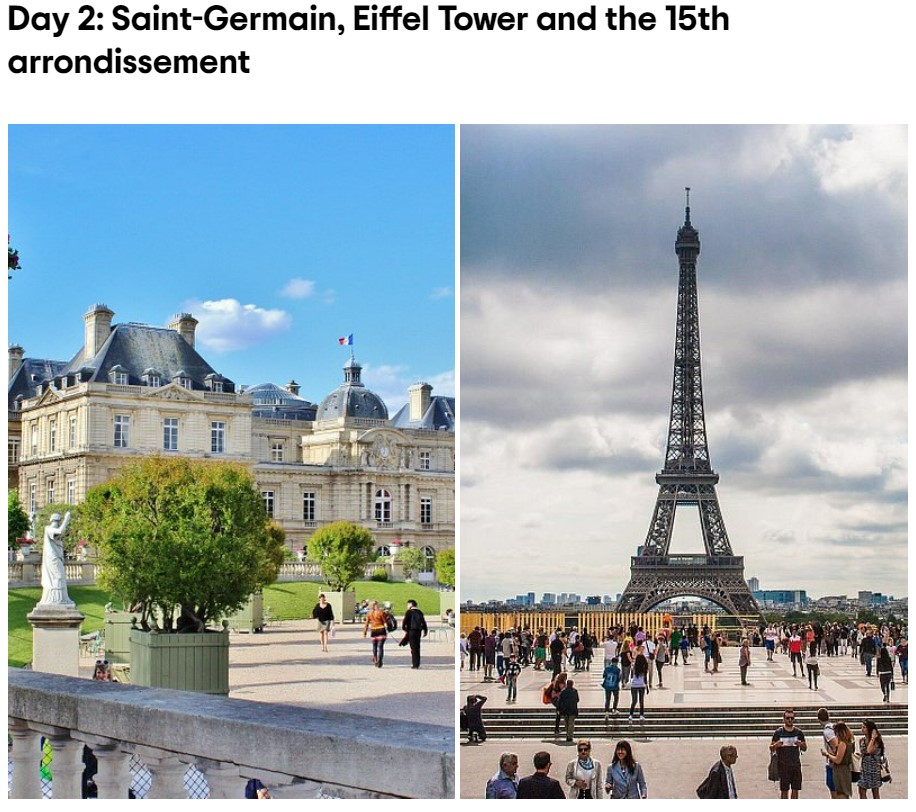 Day 2: Saint-Germain, Eiffel Tower and the 15th
arrondissement